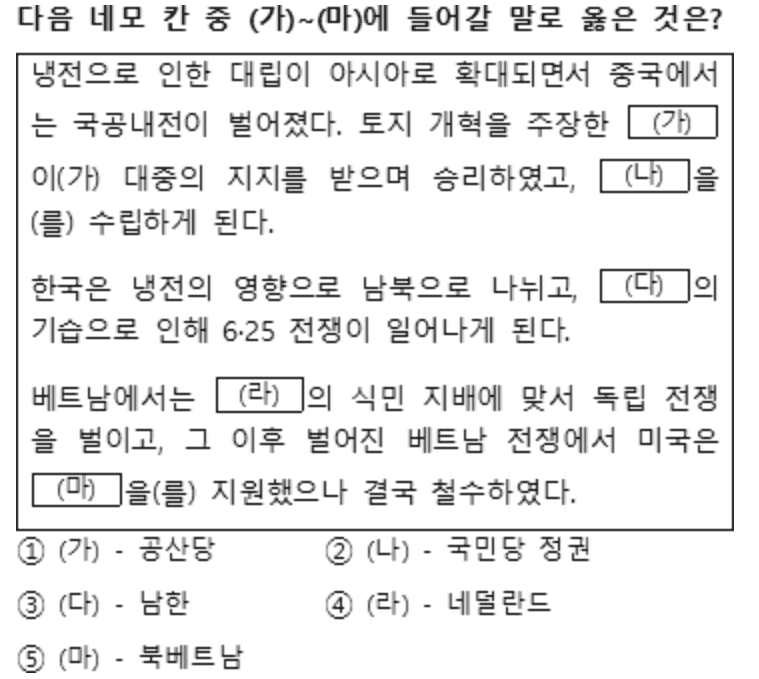 다음 네모 칸 중 (가)~(마)에 들어갈 말로 옳은 것은?
냉전으로 인한 대립이 아시아로 확대되면서 중국에서
는 국공내전이 벌어졌다. 토지 개혁을 주장한 (가)
이(가) 대중의 지지를 받으며 승리하였고, (나) 을
(를) 수립하게 된다.
한국은 냉전의 영향으로 남북으로 나뉘고, (다) 의
기습으로 인해 6·25 전쟁이 일어나게 된다.
베트남에서는 (라) 의 식민 지배에 맞서 독립 전쟁
을 벌이고, 그 이후 벌어진 베트남 전쟁에서 미국은
(마) 을(를) 지원했으나 결국 철수하였다.
① (가) - 공산당 ② (나) - 국민당 정권
③ (다) - 남한 ④ (라) - 네덜란드
⑤ (마) - 북베트남